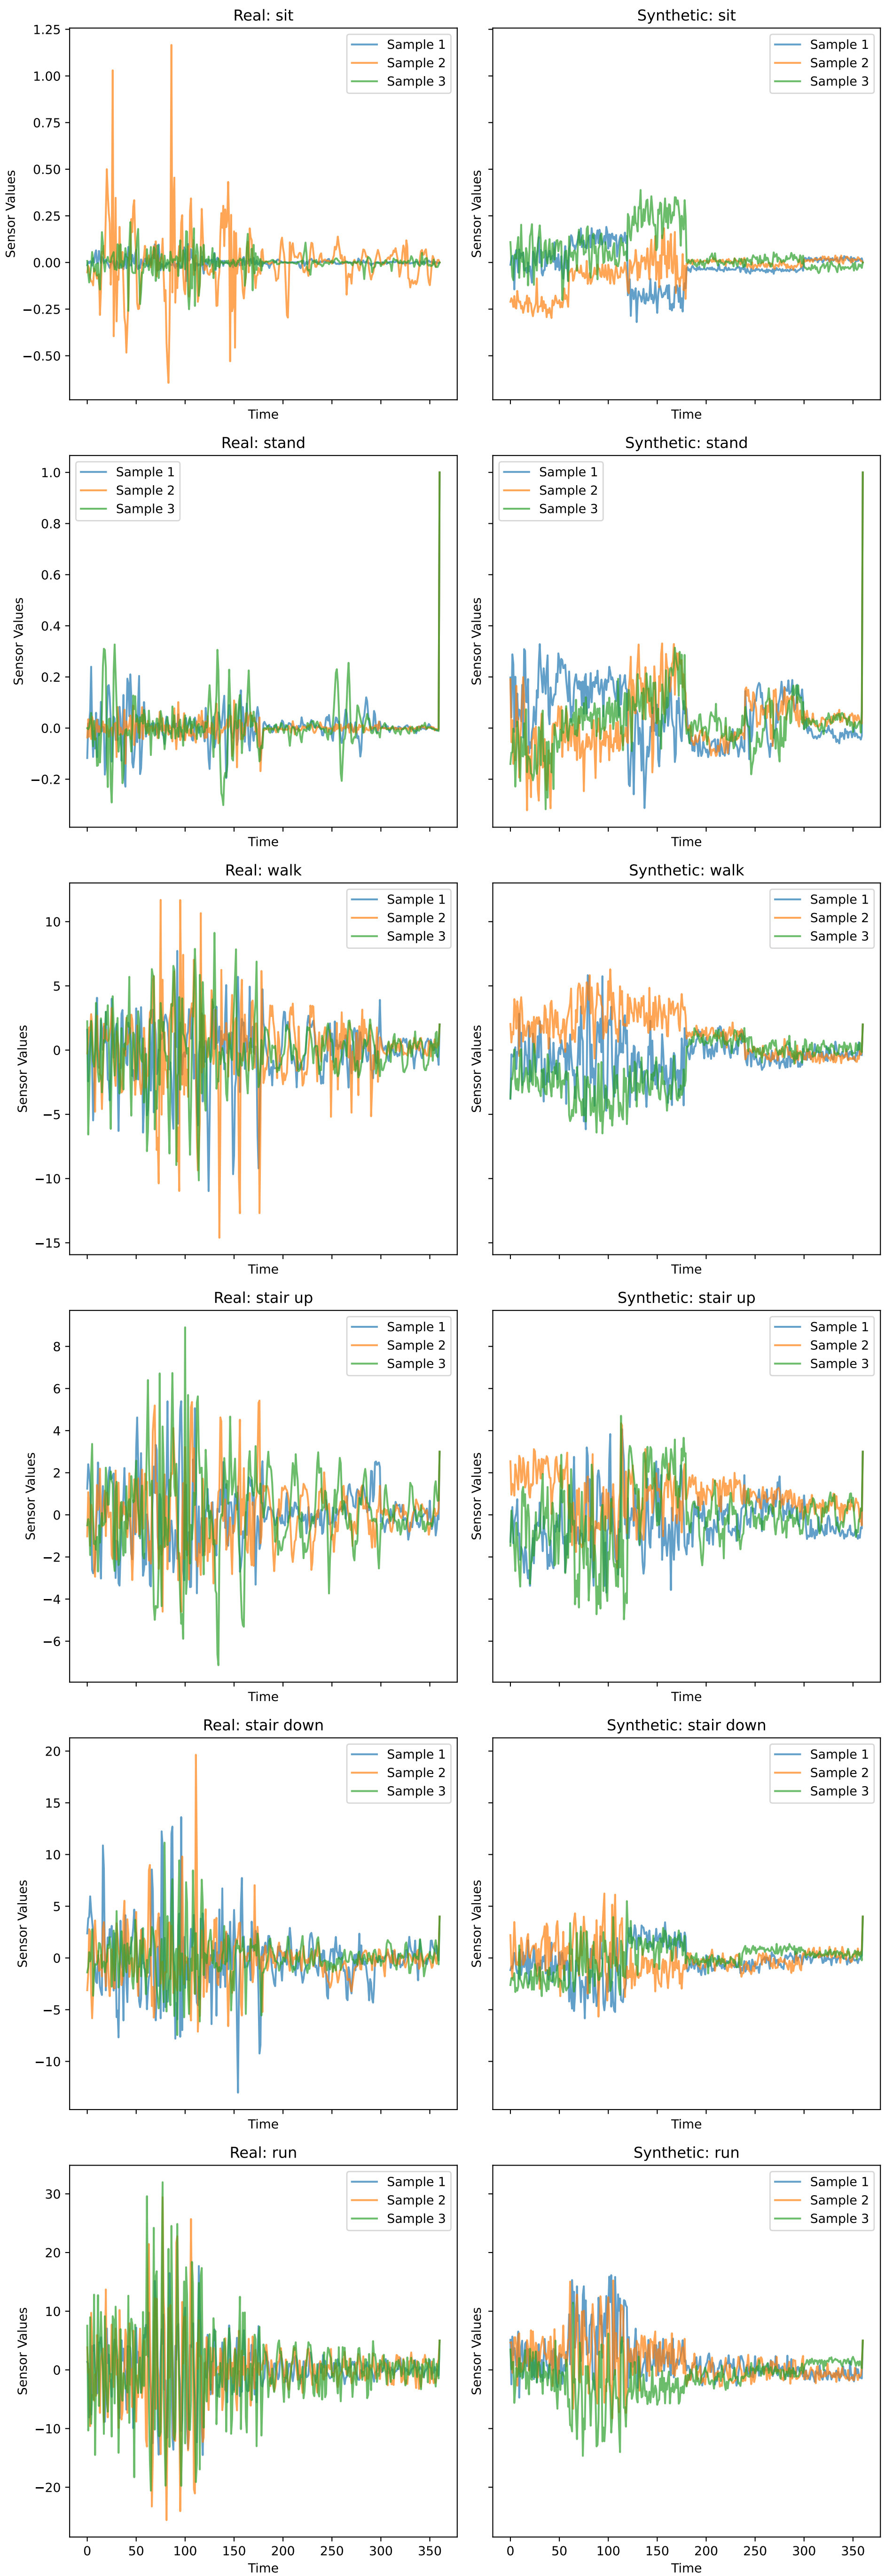 Real: sit
Synthetic: sit
1.25
1.00
0.75
0.50
0.25
0.00
−0.25
−0.50
Sensor Values
Sensor Values
Sample 1
Sample 2
Sample 3
Sample 1
Sample 2
Sample 3
Time
Time
Real: stand
Synthetic: stand
1.0
0.8
0.6
0.4
0.2
0.0
−0.2
Sensor Values
Sensor Values
Sample 1
Sample 2
Sample 3
Sample 1
Sample 2
Sample 3
Time
Time
Real: walk
Synthetic: walk
10
5
0
−5
−10
−15
Sensor Values
Sensor Values
Sample 1
Sample 2
Sample 3
Sample 1
Sample 2
Sample 3
Time
Time
Real: stair up
Synthetic: stair up
8
6
4
2
0
−2
−4
−6
Sensor Values
Sensor Values
Sample 1
Sample 2
Sample 3
Sample 1
Sample 2
Sample 3
Time
Time
Real: stair down
Synthetic: stair down
20
15
10
5
0
−5
−10
Sensor Values
Sensor Values
Sample 1
Sample 2
Sample 3
Sample 1
Sample 2
Sample 3
Time
Time
Real: run
Synthetic: run
30
20
10
0
−10
−20
Sensor Values
Sensor Values
Sample 1
Sample 2
Sample 3
Sample 1
Sample 2
Sample 3
0 50 100 150 200 250 300 350
0 50 100 150 200 250 300 350
Time
Time